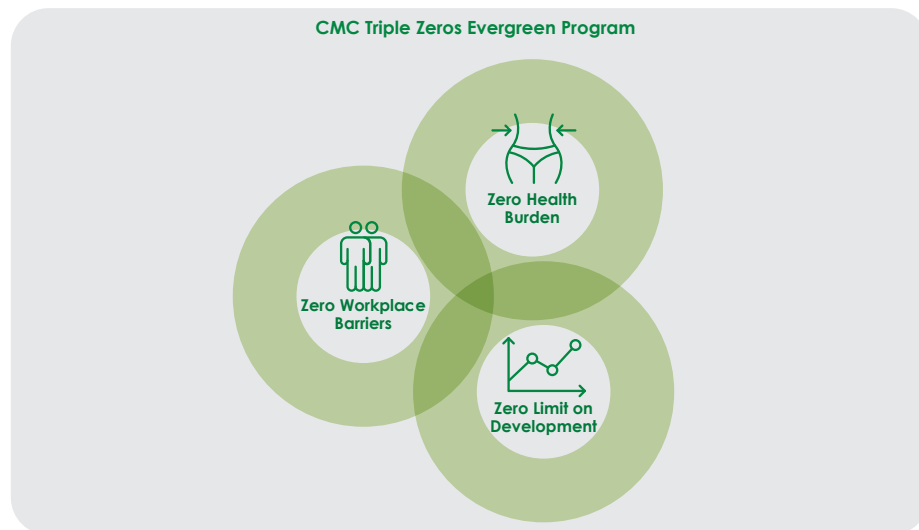 CMC Triple Zeros Evergreen Program
Zero Health
Burden
Zero Workplace
Barriers
Zero Limit on
Development